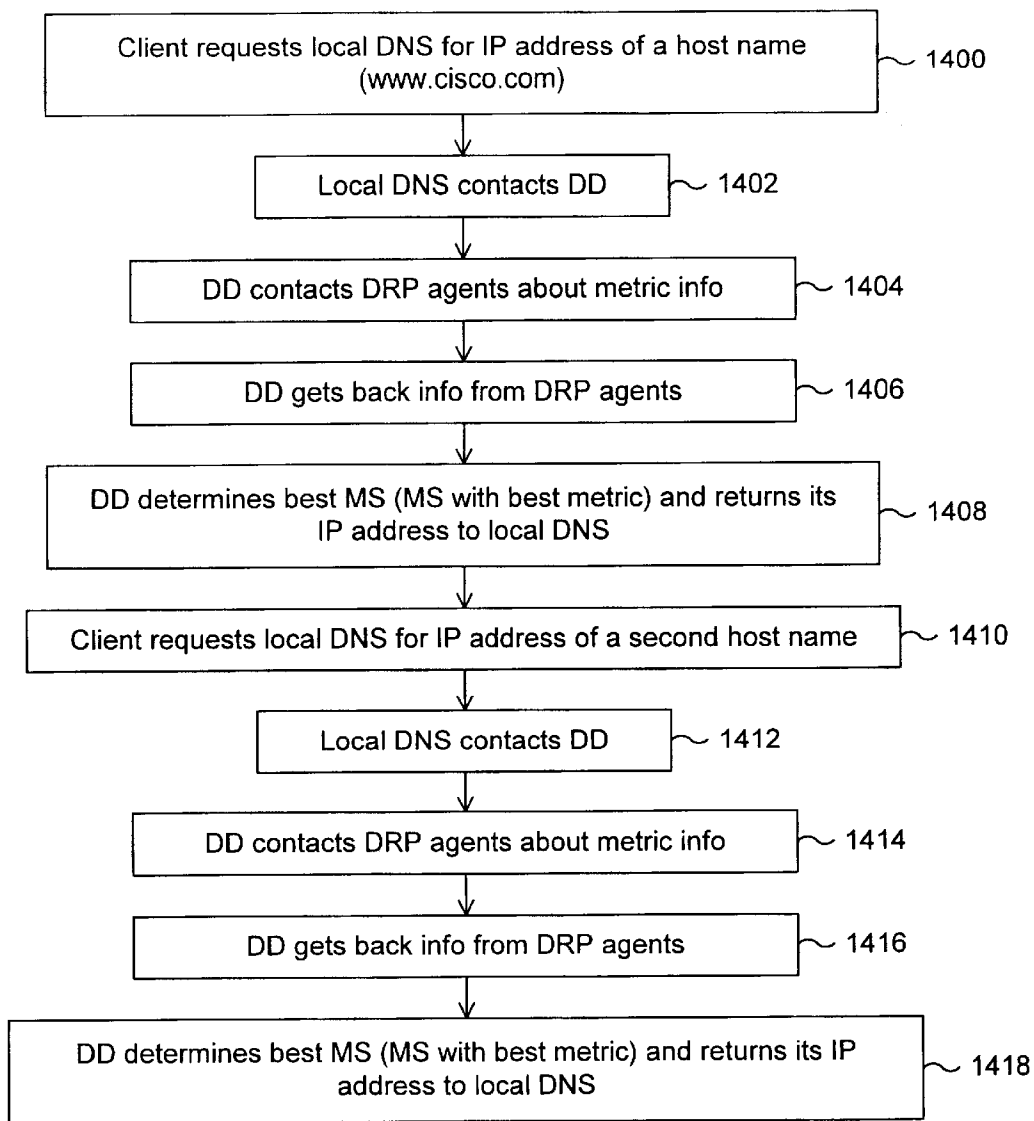 Client requests local DNS for IP address of a host name
(www.cisco.com)
1400
Local DNS contacts DD
1402
DD contacts DRP agents about metric info
1404
DD gets back info from DRP agents
1406
DD determines best MS (MS with best metric) and returns its
IP address to local DNS
1408
Client requests local DNS for IP address of a second host name
1410
Local DNS contacts DD
1412
DD contacts DRP agents about metric info
1414
DD gets back info from DRP agents
1416
DD determines best MS (MS with best metric) and returns its IP
address to local DNS
1418